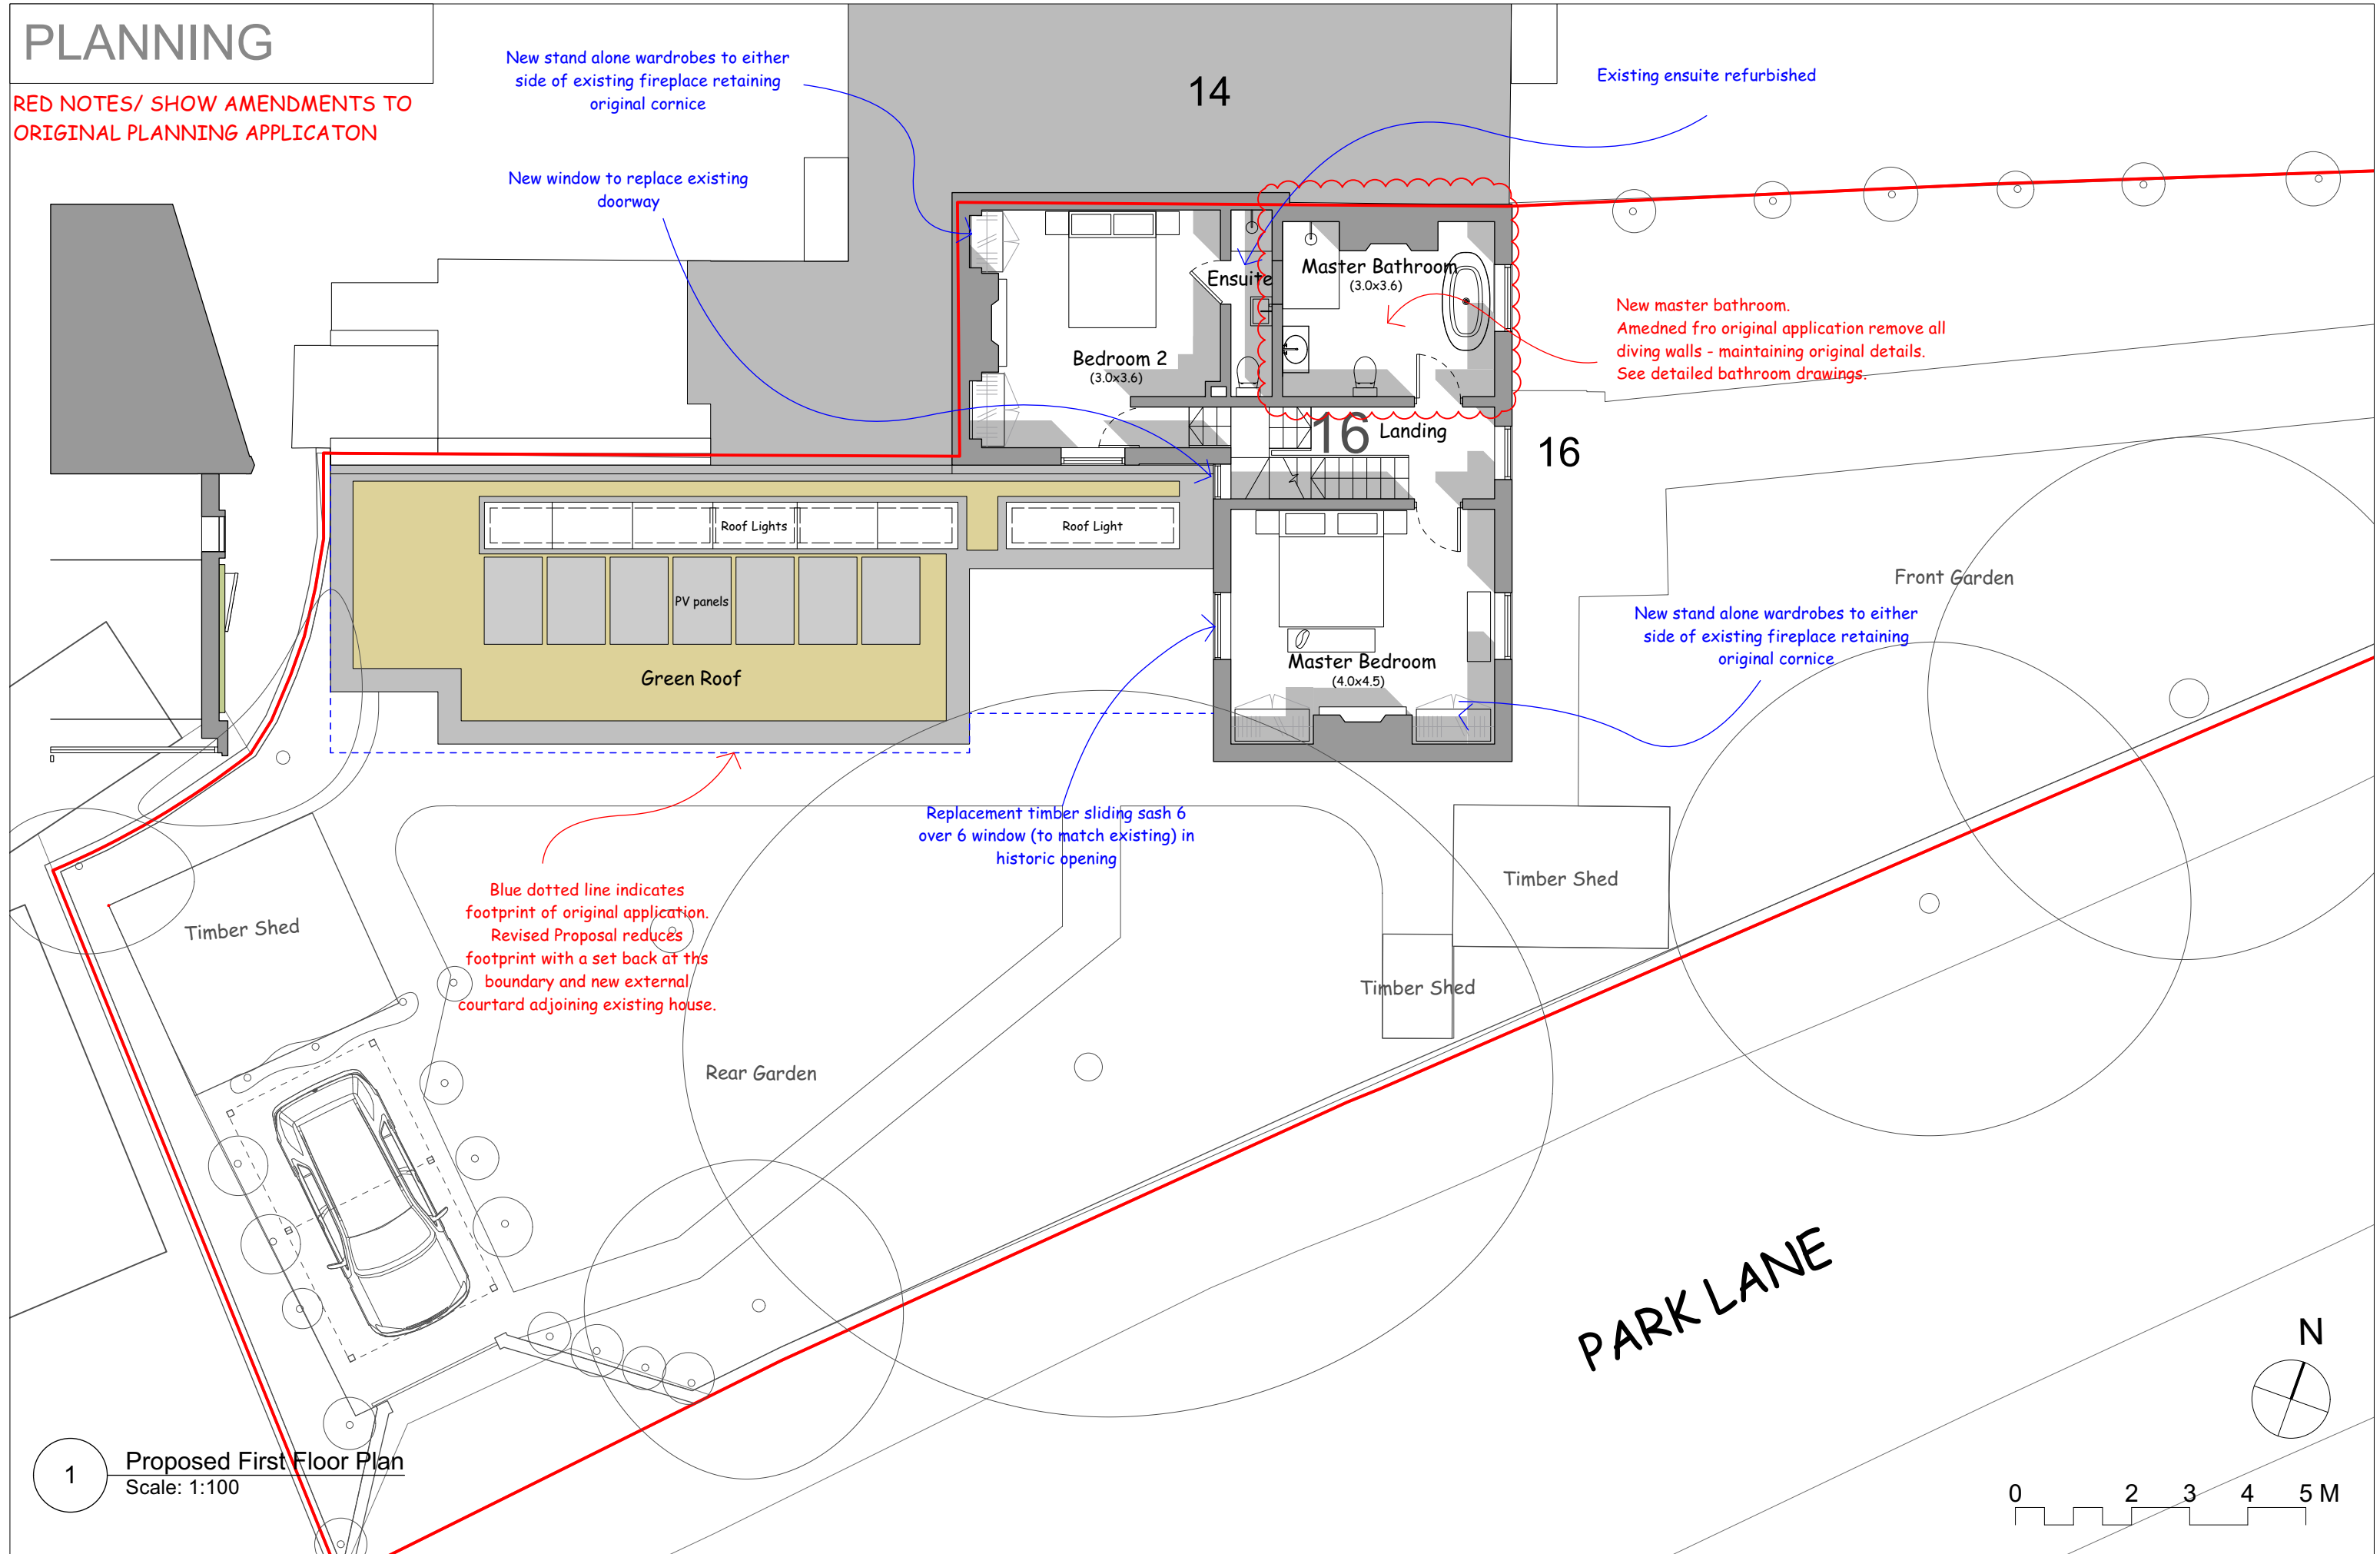 PLANNING
RED NOTES/ SHOW AMENDMENTS TO
ORIGINAL PLANNING APPLICATON
New stand alone wardrobes to either
side of existing fireplace retaining
original cornice
New window to replace existing
doorway
14
Existing ensuite refurbished
Ensuite
Master Bathroom
(3.0x3.6)
Bedroom 2
(3.0x3.6)
New master bathroom.
Amedned fro original application remove all
diving walls - maintaining original details.
See detailed bathroom drawings.
16
Landing
16
Roof Lights
Roof Light
PV panels
Green Roof
Master Bedroom
(4.0x4.5)
Front Garden
New stand alone wardrobes to either
side of existing fireplace retaining
original cornice
Replacement timber sliding sash 6
over 6 window (to match existing) in
historic opening
Blue dotted line indicates
footprint of original application.
Revised Proposal reduces
footprint with a set back at ths
boundary and new external
courtard adjoining existing house.
Timber Shed
Timber Shed
Timber Shed
Rear Garden
PARK LANE
N
1
Proposed First Floor Plan
Scale: 1:100
0 2 3 4 5 M